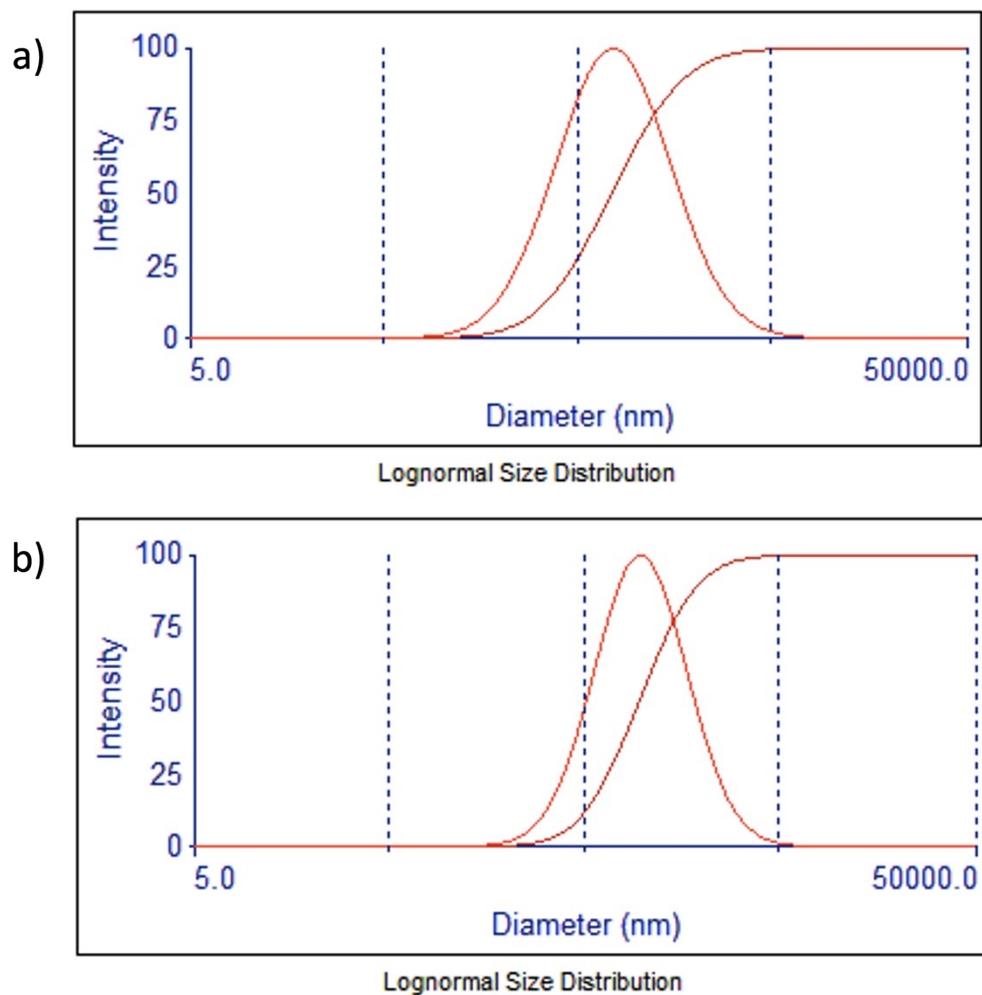 a)
100
75
50
25
0
Intensity
5.0 50000.0
Diameter (nm)
Lognormal Size Distribution
b)
100
75
50
25
0
Intensity
5.0 50000.0
Diameter (nm)
Lognormal Size Distribution